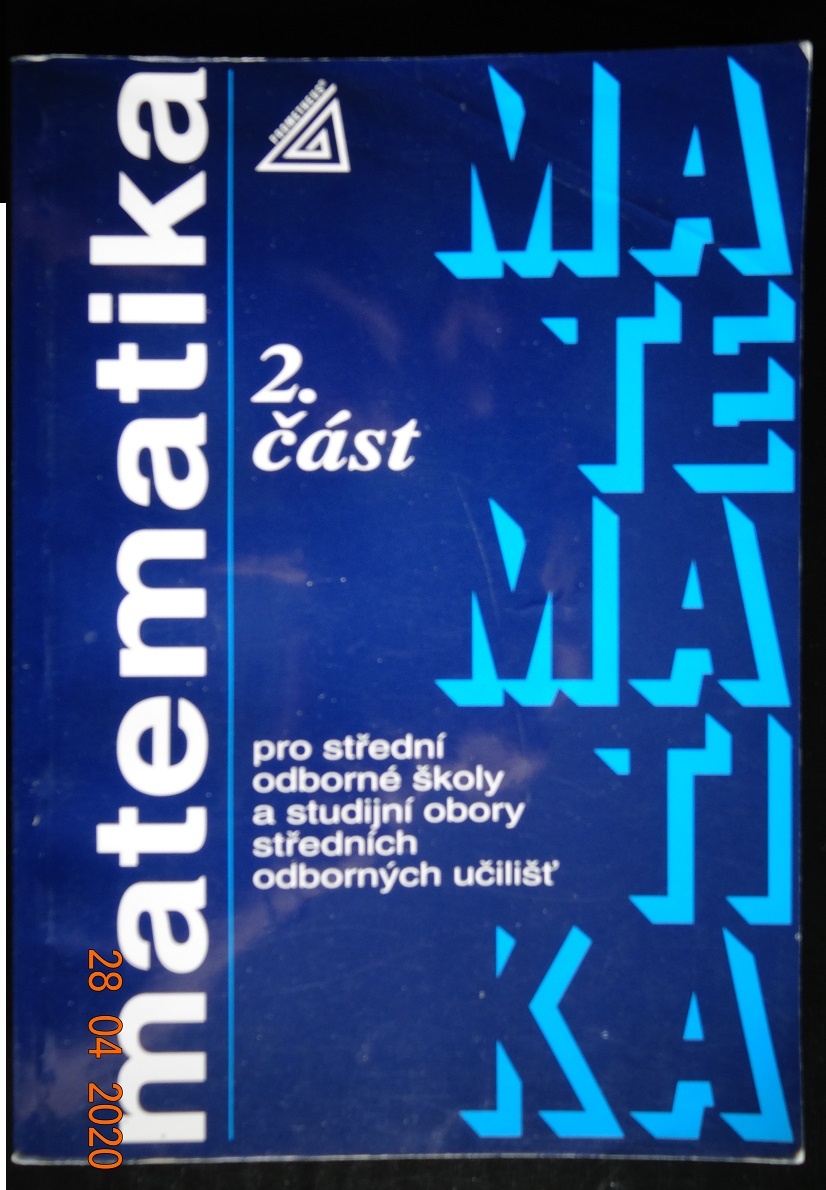 matematika
PROMETHEUS®
2.
část
pro střední
odborné školy
a studijní obory
středních
odborných učilišť
MA
TE
MA
TI
KA
28 04 2020